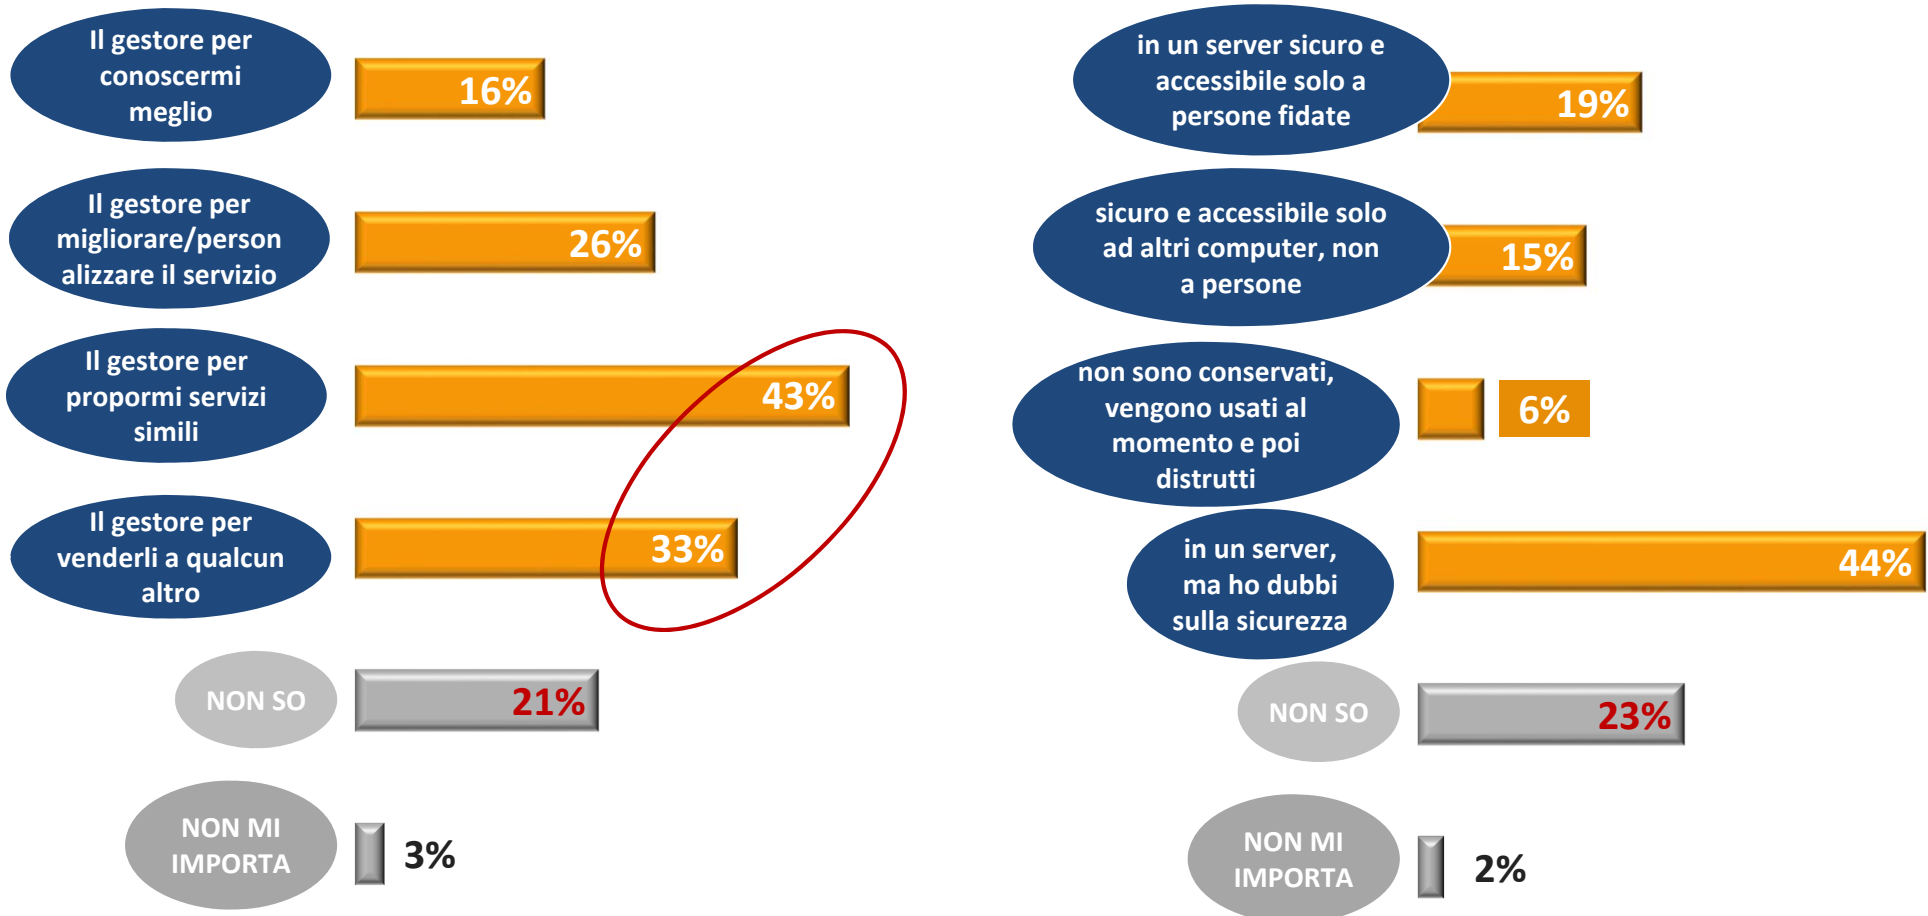 Il gestore per
conoscermi
meglio
16%
Il gestore per
migliorare/person
alizzare il servizio
26%
Il gestore per
propormi servizi
simili
43%
Il gestore per
venderli a qualcun
altro
33%
NON SO
21%
NON MI
IMPORTA
3%
in un server sicuro e
accessibile solo a
persone fidate
19%
sicuro e accessibile solo
ad altri computer, non
a persone
15%
non sono conservati,
vengono usati al
momento e poi
distrutti
6%
in un server,
ma ho dubbi
sulla sicurezza
44%
NON SO
23%
NON MI
IMPORTA
2%